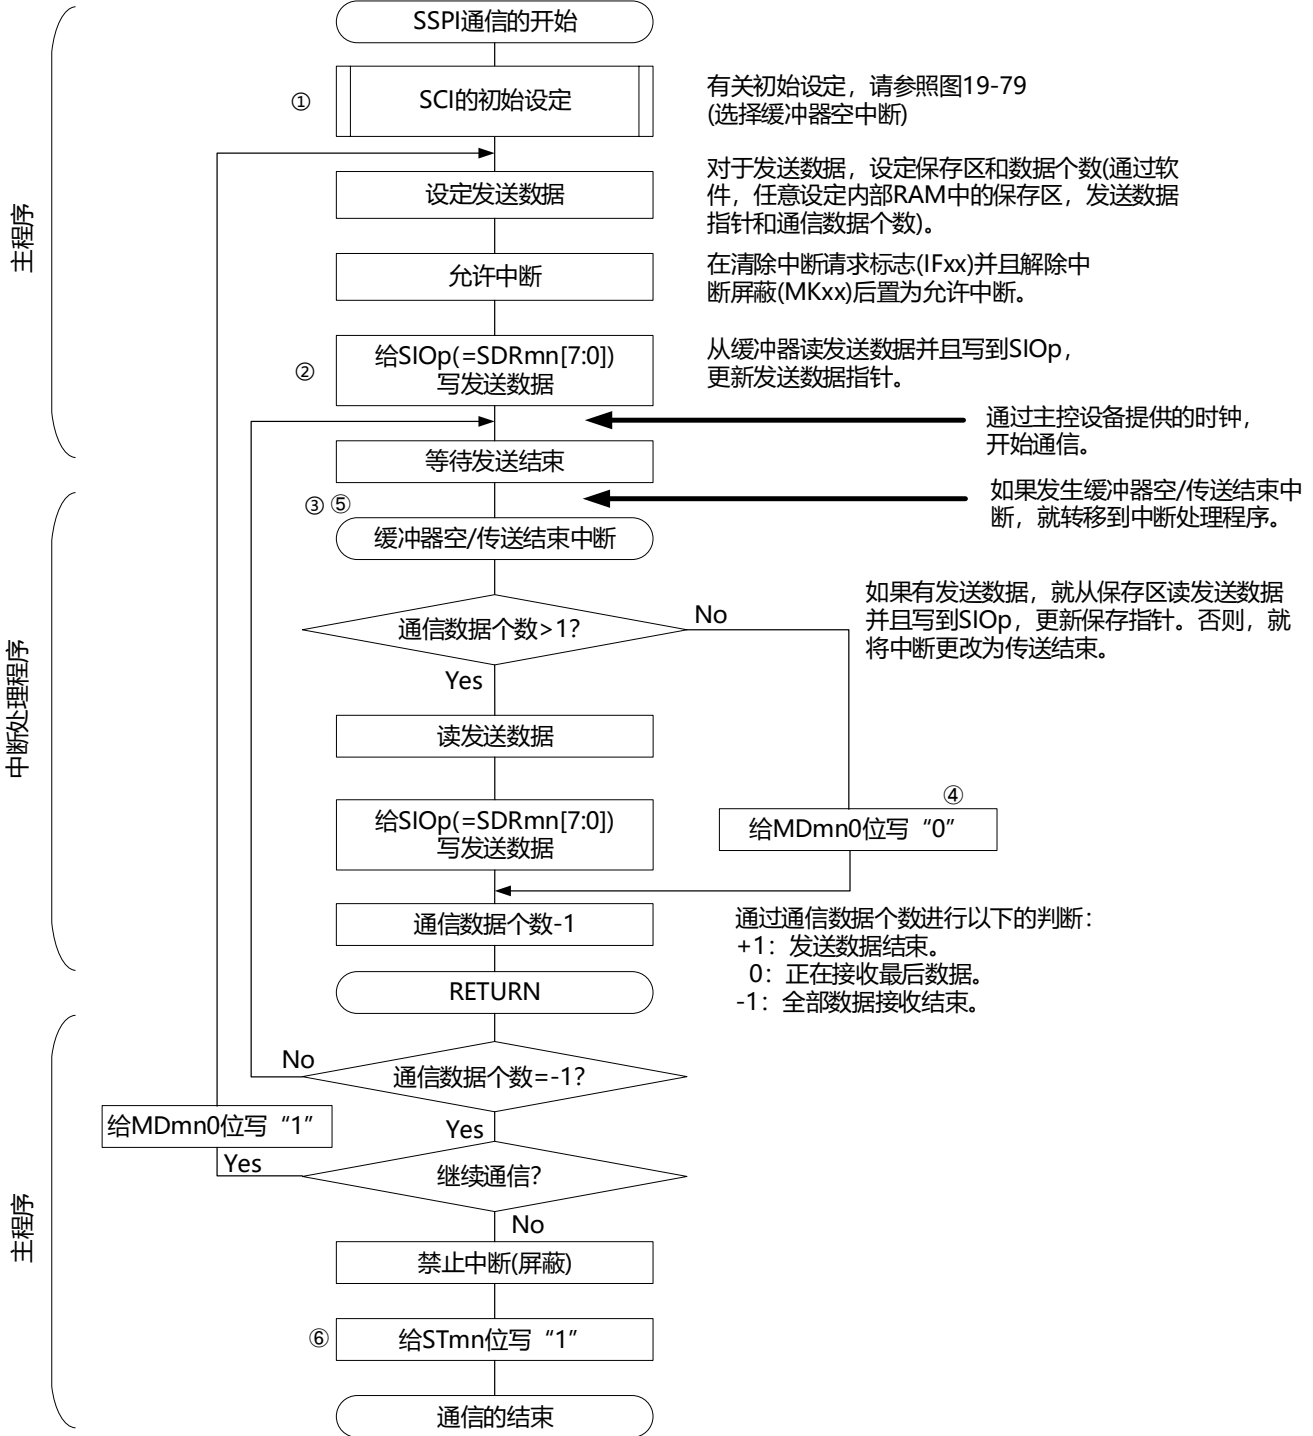 SSPI通信的开始
①
SCI的初始设定
有关初始设定，请参照图19-79
(选择缓冲器空中断)
设定发送数据
对于发送数据，设定保存区和数据个数(通过软
件，任意设定内部RAM中的保存区，发送数据
指针和通信数据个数)。
主程序
允许中断
在清除中断请求标志(IFxx)并且解除中
断屏蔽(MKxx)后置为允许中断。
②
给SIOp(=SDRmn[7:0])
写发送数据
从缓冲器读发送数据并且写到SIOp，
更新发送数据指针。
通过主控设备提供的时钟，
开始通信。
等待发送结束
③ ⑤
如果发生缓冲器空/传送结束中
断，就转移到中断处理程序。
缓冲器空/传送结束中断
通信数据个数>1?
No
如果有发送数据，就从保存区读发送数据
并且写到SIOp，更新保存指针。否则，就
将中断更改为传送结束。
Yes
中断处理程序
读发送数据
给SIOp(=SDRmn[7:0])
写发送数据
④
给MDmn0位写“0”
通信数据个数-1
通过通信数据个数进行以下的判断：
+1：发送数据结束。
0：正在接收最后数据。
-1：全部数据接收结束。
RETURN
No
通信数据个数=-1?
给MDmn0位写“1”
Yes
Yes
继续通信?
主程序
No
禁止中断(屏蔽)
⑥
给STmn位写“1”
通信的结束